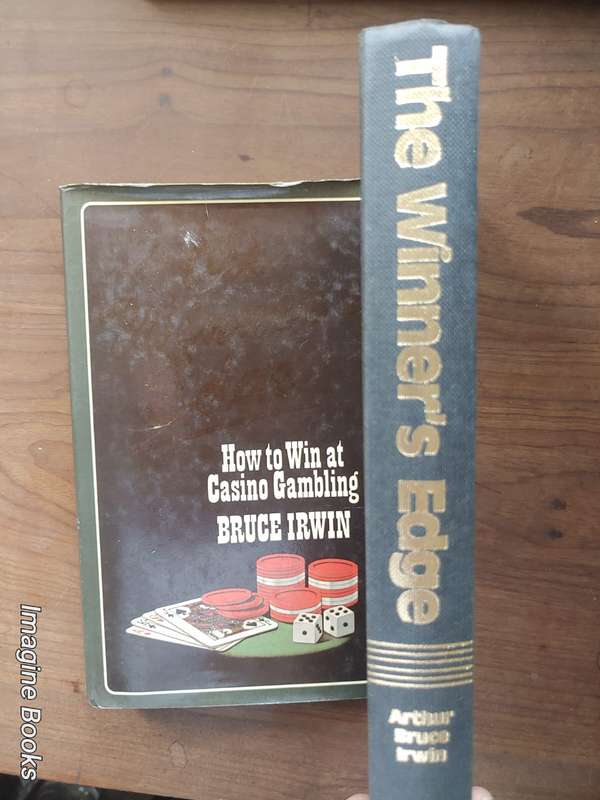 The Winner's Edge
Arthur
Bruce
Irwin
How to Win at
Casino Gambling
BRUCE IRWIN
Imagine Books